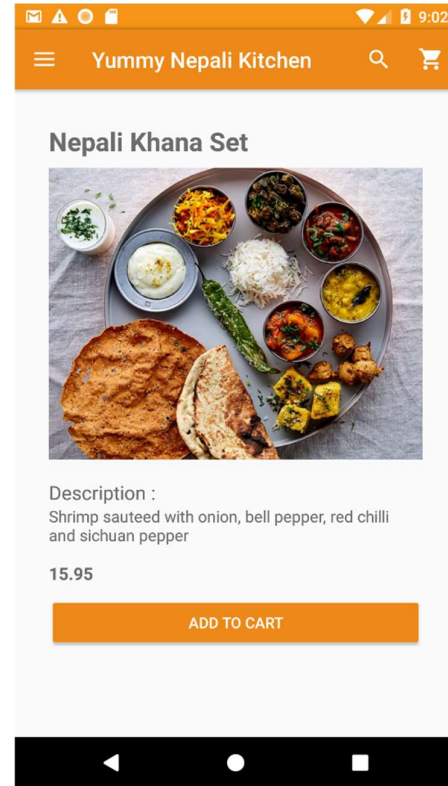 9:02
Yummy Nepali Kitchen
Nepali Khana Set
Description :
Shrimp sauteed with onion, bell pepper, red chilli
and sichuan pepper
15.95
ADD TO CART